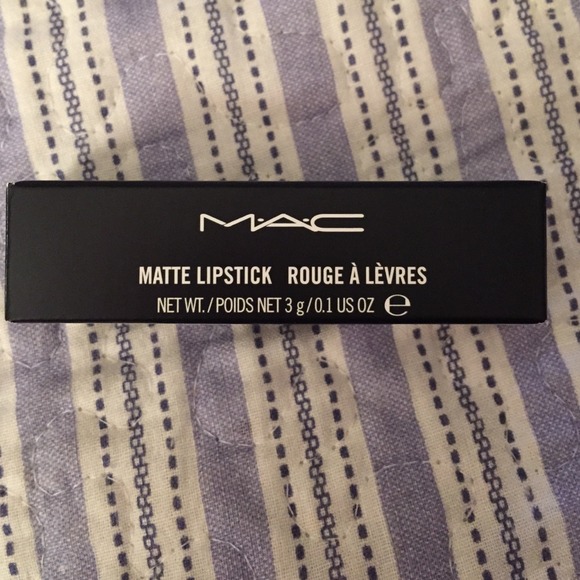 M·A·C
MATTE LIPSTICK ROUGE À LÈVRES
NET WT./POIDS NET 3 g/0.1 US OZ ℮